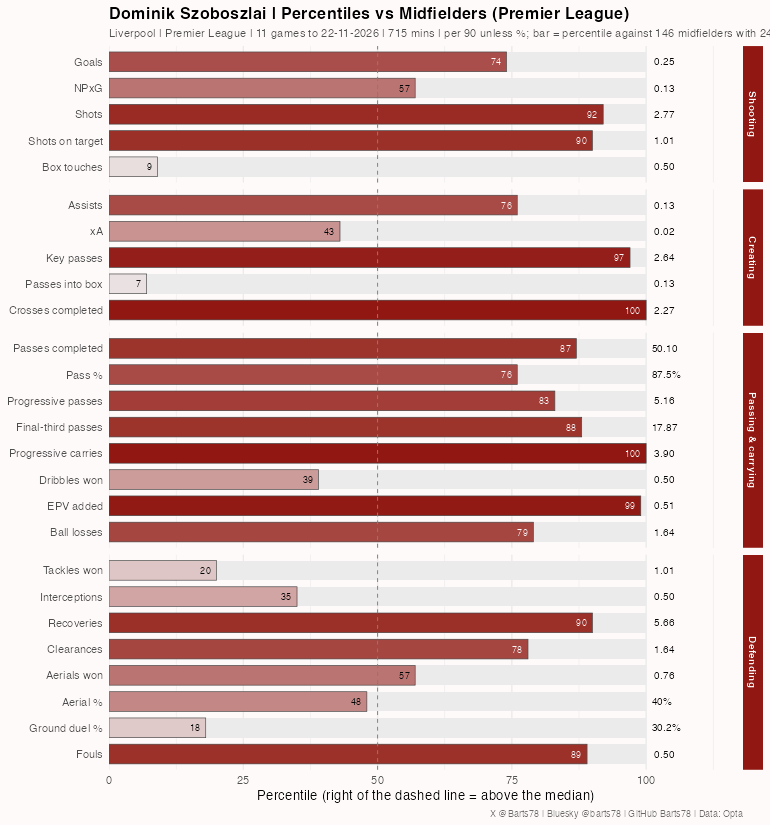 Dominik Szoboszlai | Percentiles vs Midfielders (Premier League)
Liverpool | Premier League | 11 games to 22-11-2026 | 715 mins | per 90 unless %; bar = percentile against 146 midfielders with 24
Goals 74 0.25
NPxG 57 0.13
Shots 92 2.77
Shots on target 90 1.01
Box touches 9 0.50
Shooting
Assists 76 0.13
xA 43 0.02
Key passes 97 2.64
Passes into box 7 0.13
Crosses completed 100 2.27
Creating
Passes completed 87 50.10
Pass % 76 87.5%
Progressive passes 83 5.16
Final-third passes 88 17.87
Progressive carries 100 3.90
Dribbles won 39 0.50
EPV added 99 0.51
Ball losses 79 1.64
Passing & carrying
Tackles won 20 1.01
Interceptions 35 0.50
Recoveries 90 5.66
Clearances 78 1.64
Aerials won 57 0.76
Aerial % 48 40%
Ground duel % 18 30.2%
Fouls 89 0.50
Defending
0 25 50 75 100
Percentile (right of the dashed line = above the median)
X @Barts78 | Bluesky @barts78 | GitHub Barts78 | Data: Opta